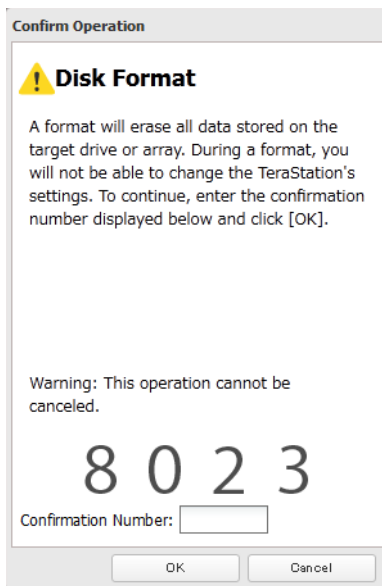 Confirm Operation
Disk Format
A format will erase all data stored on the
target drive or array. During a format, you
will not be able to change the TeraStation's
settings. To continue, enter the confirmation
number displayed below and click [OK].
Warning: This operation cannot be
canceled.
8 0 2 3
Confirmation Number:
OK Cancel